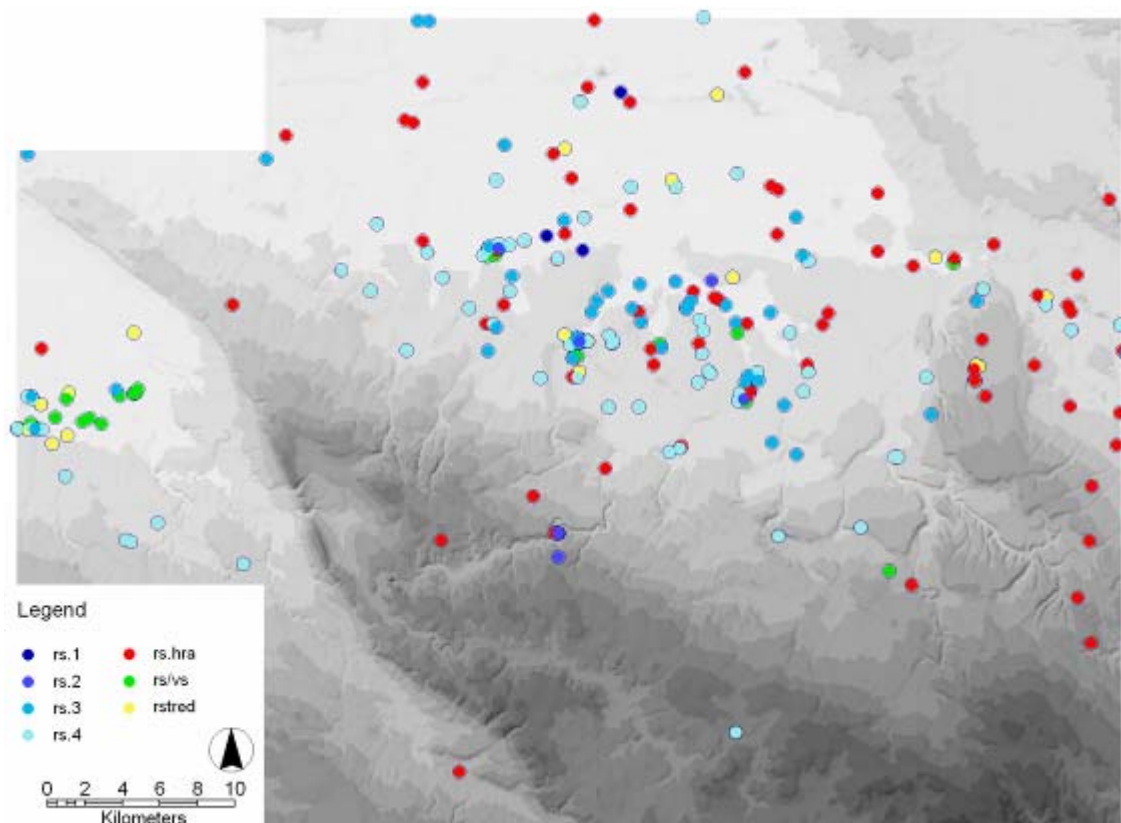 Legend
rs.1 rs.hra
rs.2 rs/vs
rs.3 rstred
rs.4
0 2 4 6 8 10
Kilometers